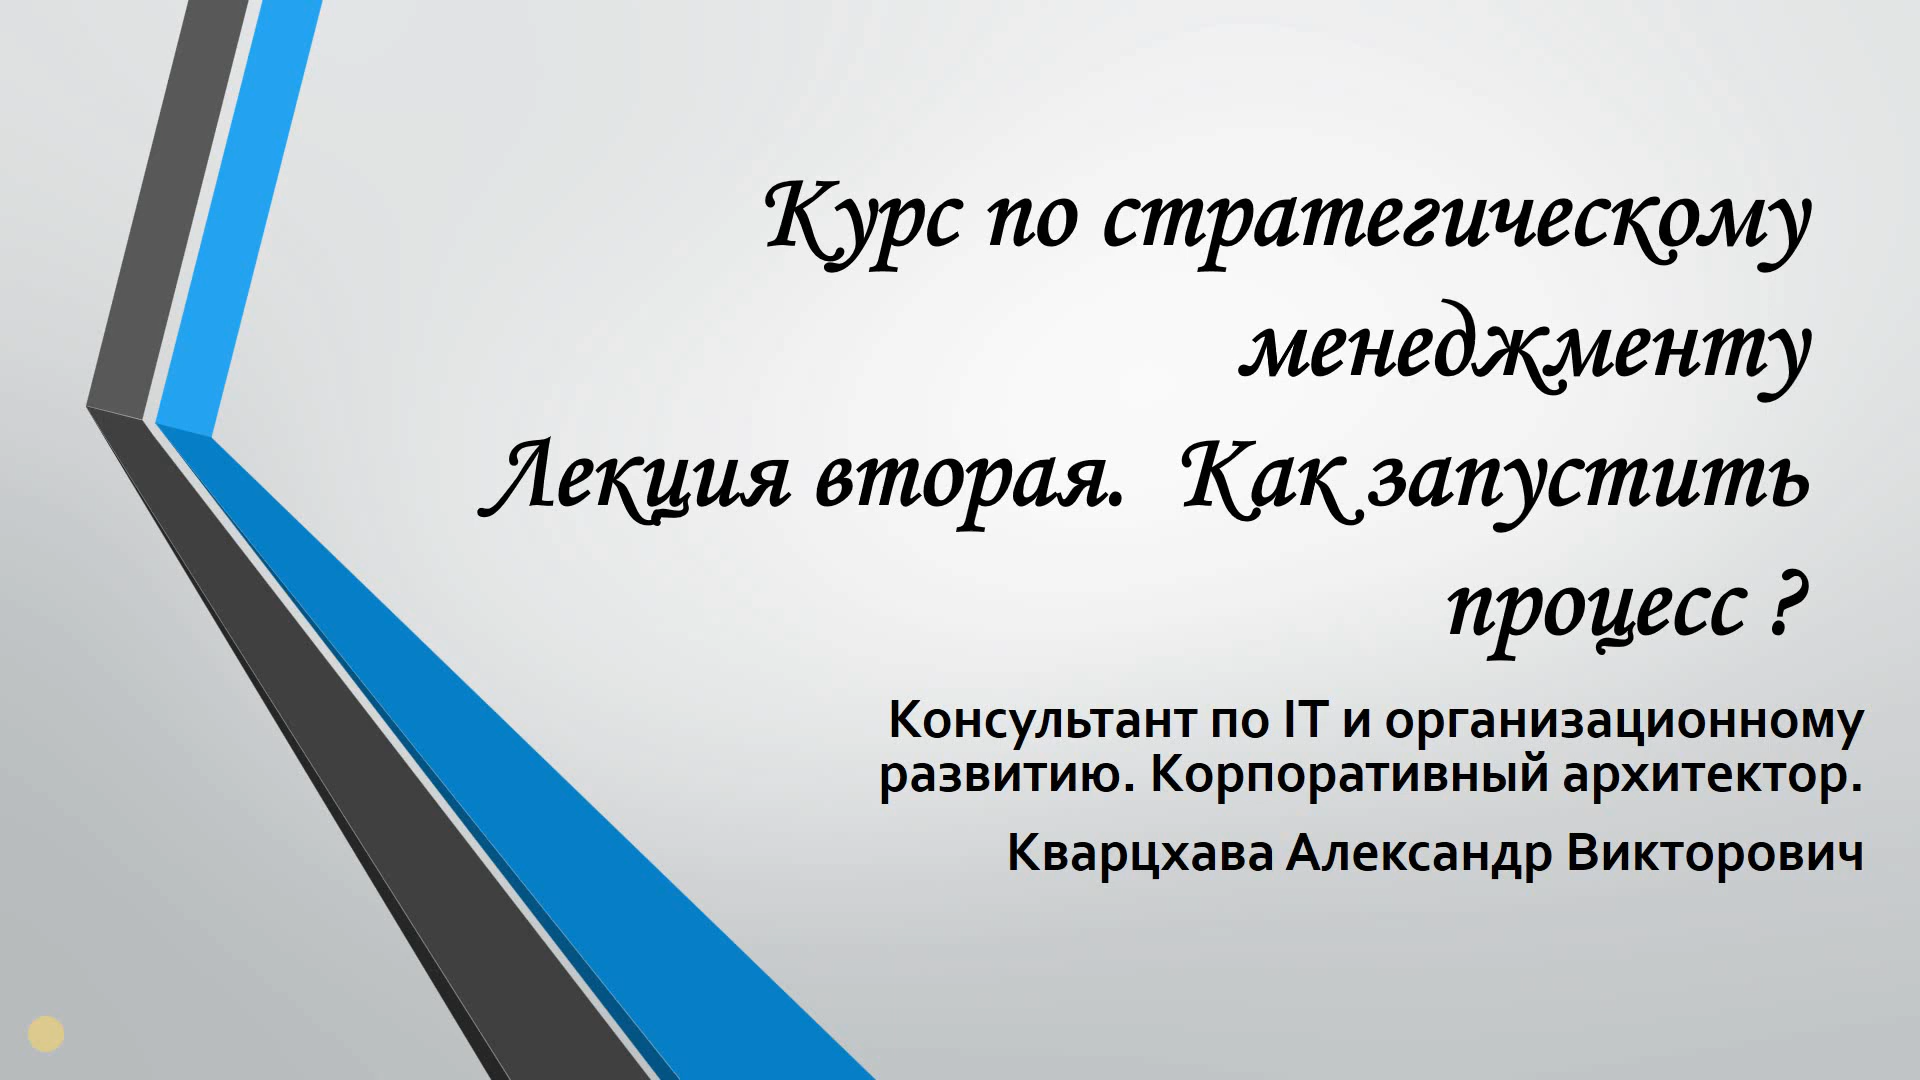 Курс по стратегическому
менеджменту
Лекция вторая. Как запустить
процесс ?
Консультант по IT и организационному
развитию. Корпоративный архитектор.
Кварцхава Александр Викторович